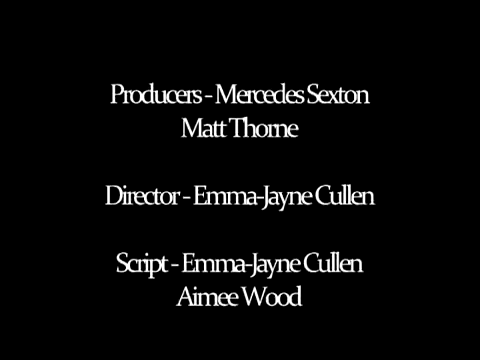 Producers - Mercedes Sexton
Matt Thorne
Director - Emma-Jayne Cullen
Script - Emma-Jayne Cullen
Aimee Wood